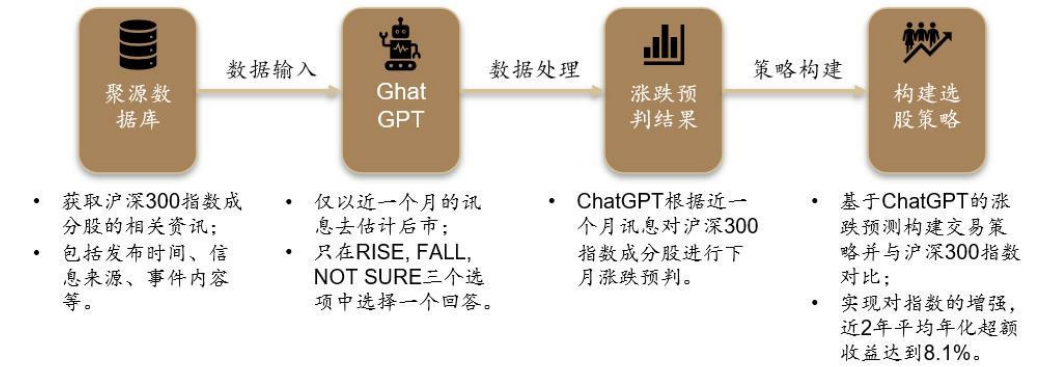 聚源数
据库
数据输入
Ghat
GPT
数据处理
涨跌预
判结果
策略构建
构建选
股策略
• 获取沪深300指数成
分股的相关资讯；
• 包括发布时间、信
息来源、事件内容
等。
• 仅以近一个月的讯
息去估计后市；
• 只在RISE, FALL,
NOT SURE三个选
项中选择一个回答。
• ChatGPT根据近一
个月讯息对沪深300
指数成分股进行下
月涨跌预判。
• 基于ChatGPT的涨
跌预测构建交易策
略并与沪深300指数
对比；
• 实现对指数的增强，
近2年平均年化超额
收益达到8.1%。